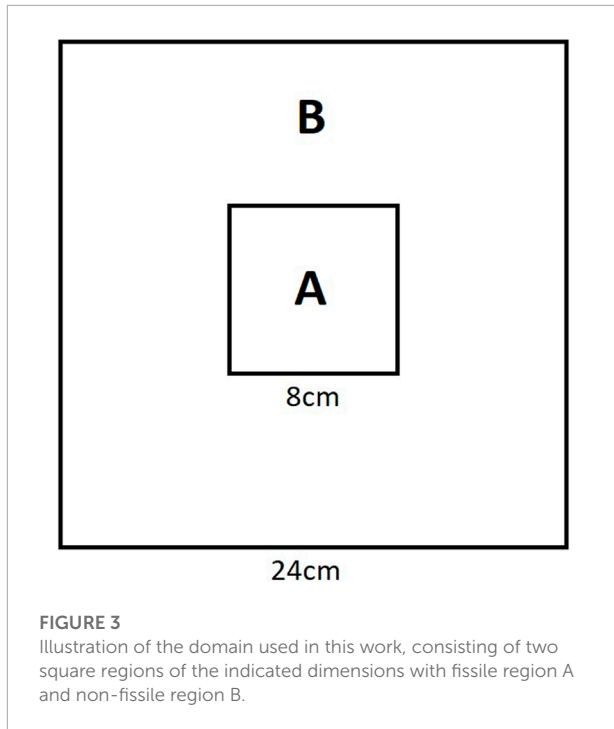 B
A
8cm
24cm
FIGURE 3
Illustration of the domain used in this work, consisting of two
square regions of the indicated dimensions with fissile region A
and non-fissile region B.